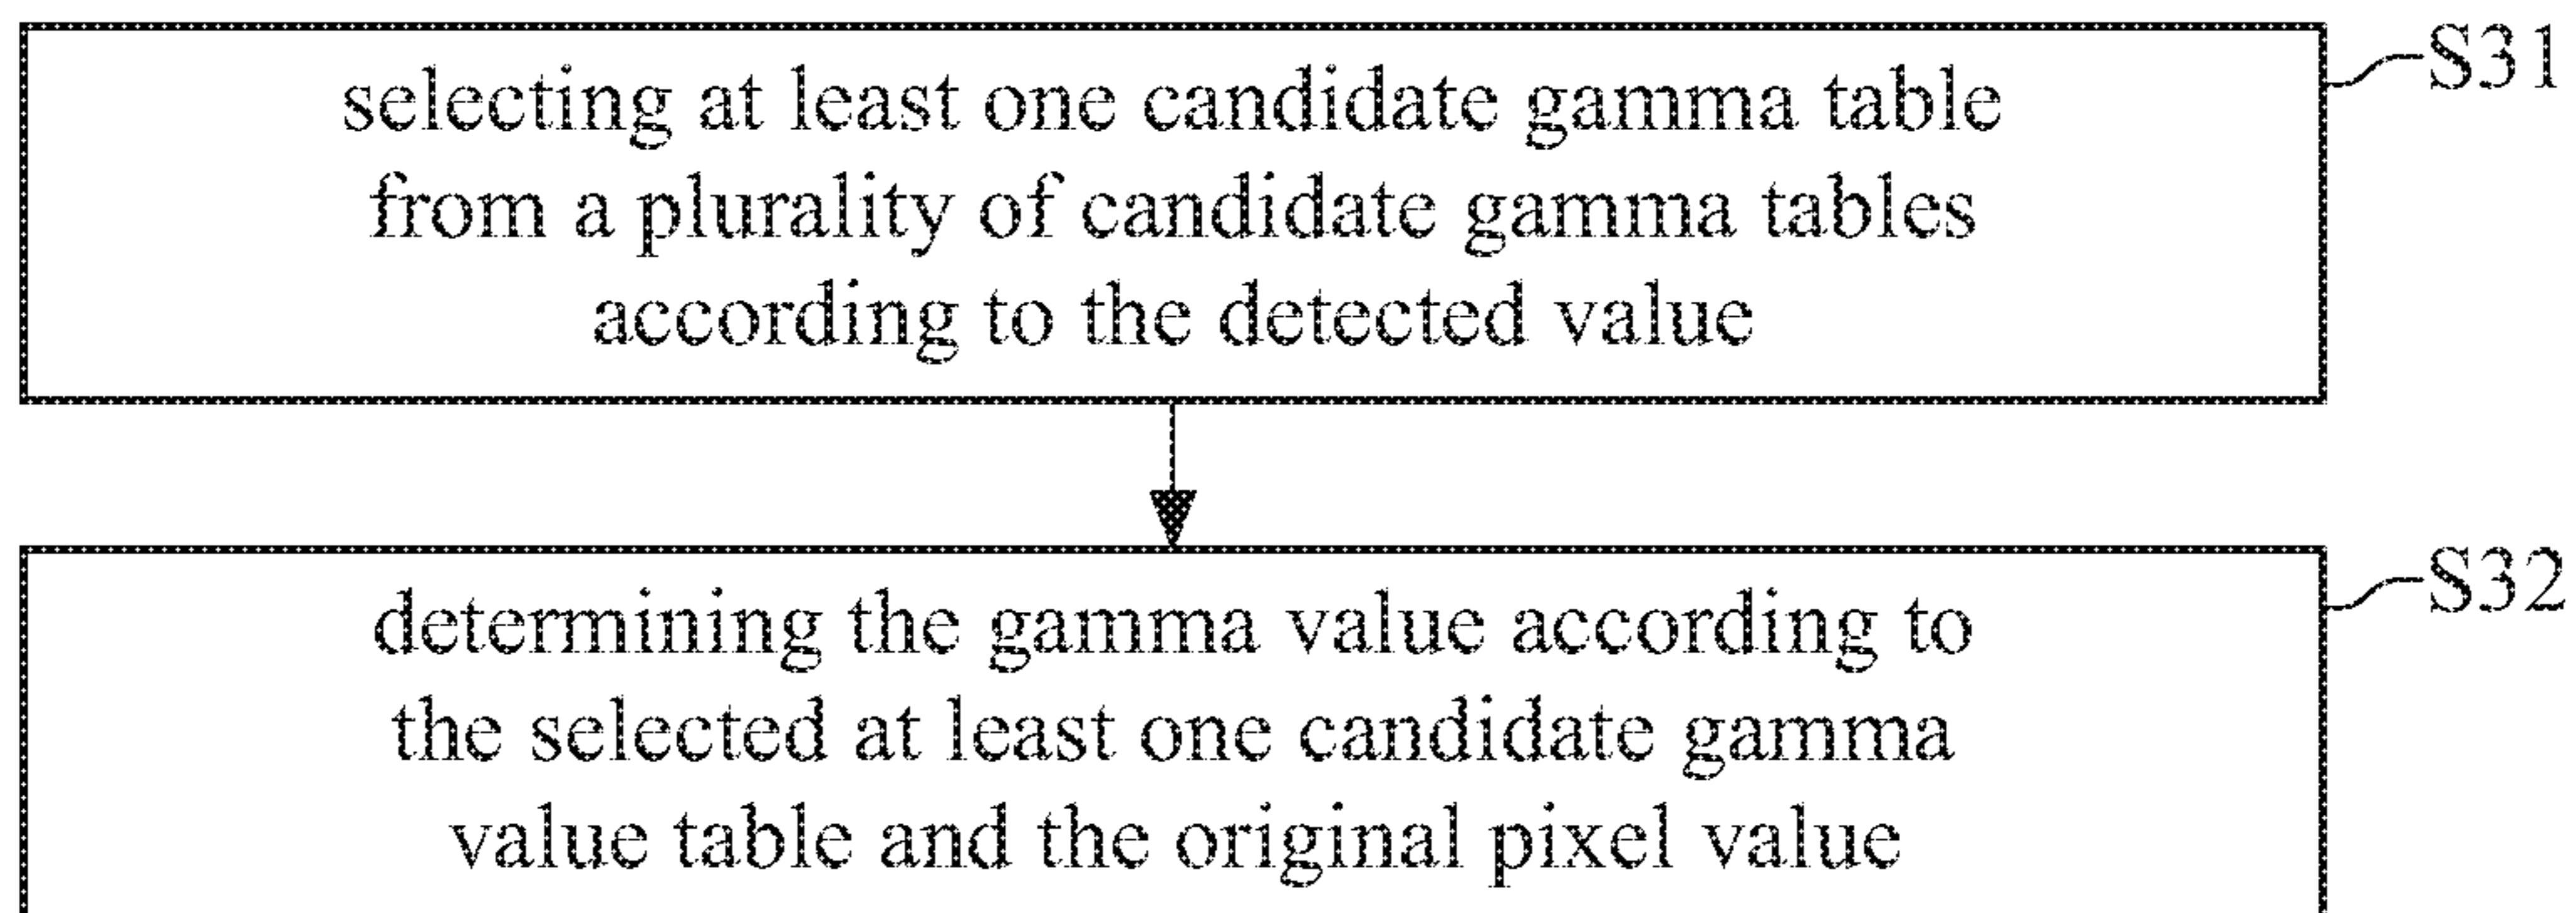 S31
selecting at least one candidate gamma table
from a plurality of candidate gamma tables
according to the detected value
S32
determining the gamma value according to
the selected at least one candidate gamma
value table and the original pixel value